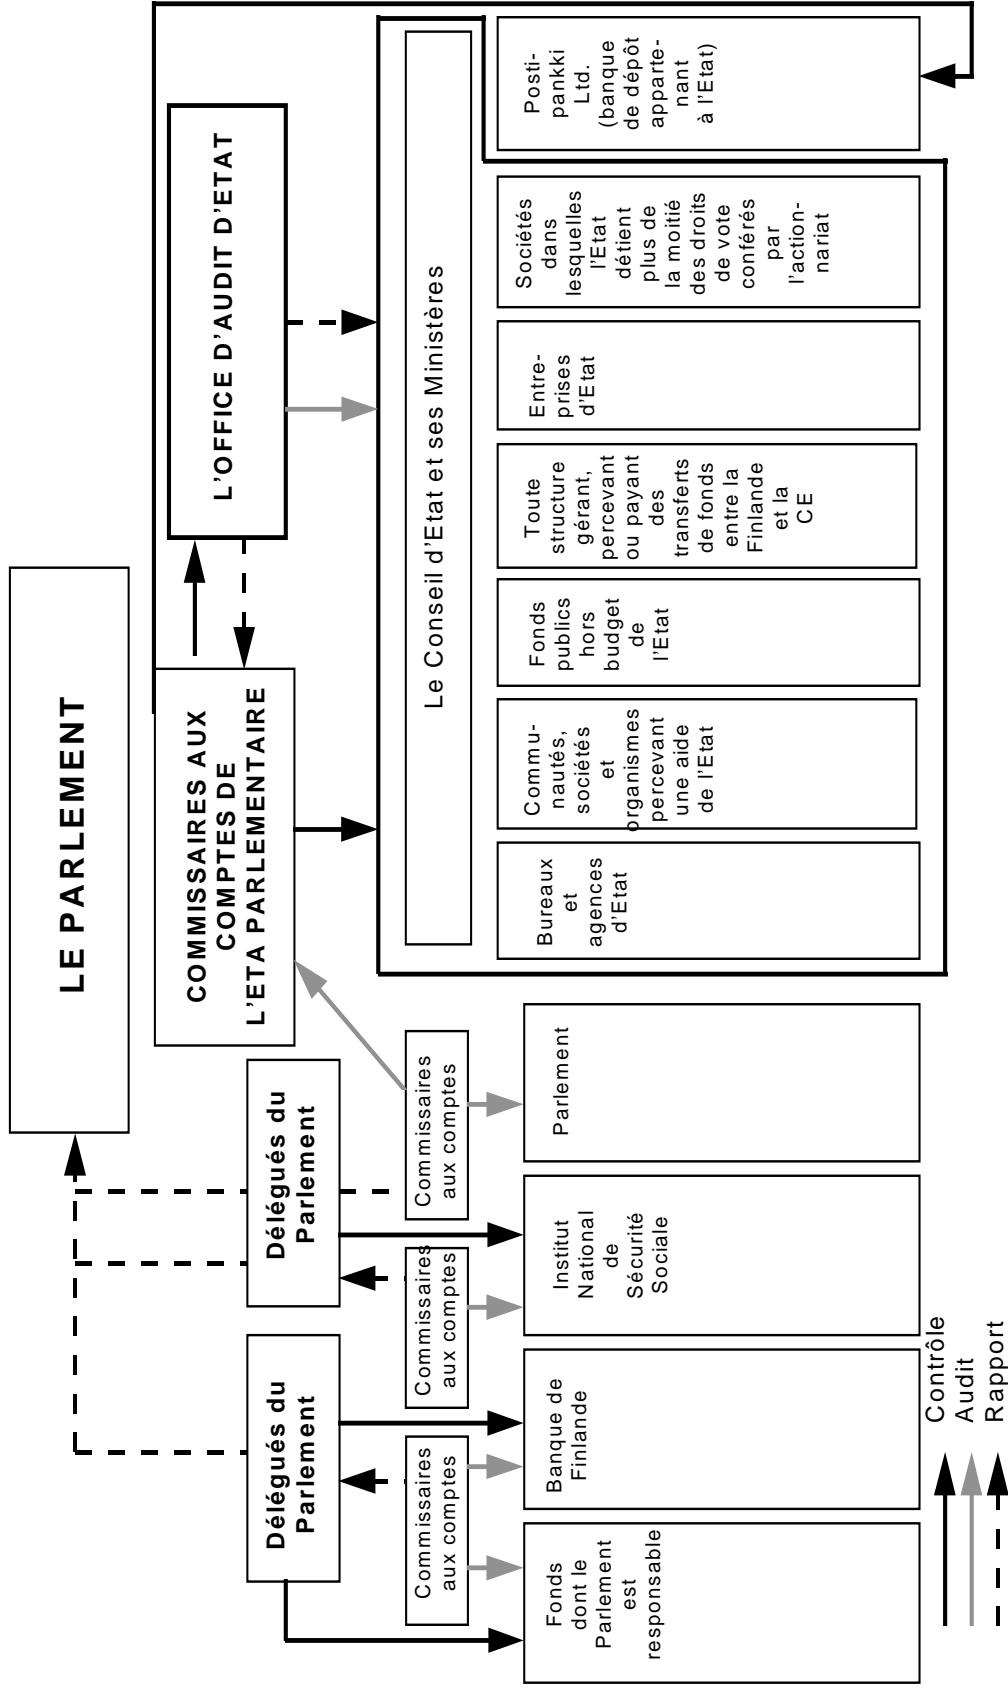 LE PARLEMENT
L'OFFICE D'AUDIT D'ETAT
COMMISSAIRES AUX
COMPTES DE
L'ETA PARLEMENTAIRE
Délégués du
Parlement
Délégués du
Parlement
Commissaires
aux comptes
Commissaires
aux comptes
Commissaires
aux comptes
Le Conseil d'Etat et ses Ministères
Fonds
dont le
Parlement
est
responsable
Banque de
Finlande
Institut
National
de
Sécurité
Sociale
Parlement
Bureaux
et
agences
d'Etat
Commu-
nautés,
sociétés
et
organismes
percevant
une aide
de l'Etat
Fonds
publics
hors
budget
de
l'Etat
Toute
structure
gérant,
percevant
ou payant
des
transferts
de fonds
entre la
Finlande
et la
CE
Entre-
prises
d'Etat
Sociétés
dans
lesquelles
l'Etat
détient
plus de
la moitié
des droits
de vote
conférés
par
l'action-
nariat
Posti-
pankki
Ltd.
(banque
de dépôt
apparte-
nant
à l'Etat)
Contrôle
Audit
Rapport